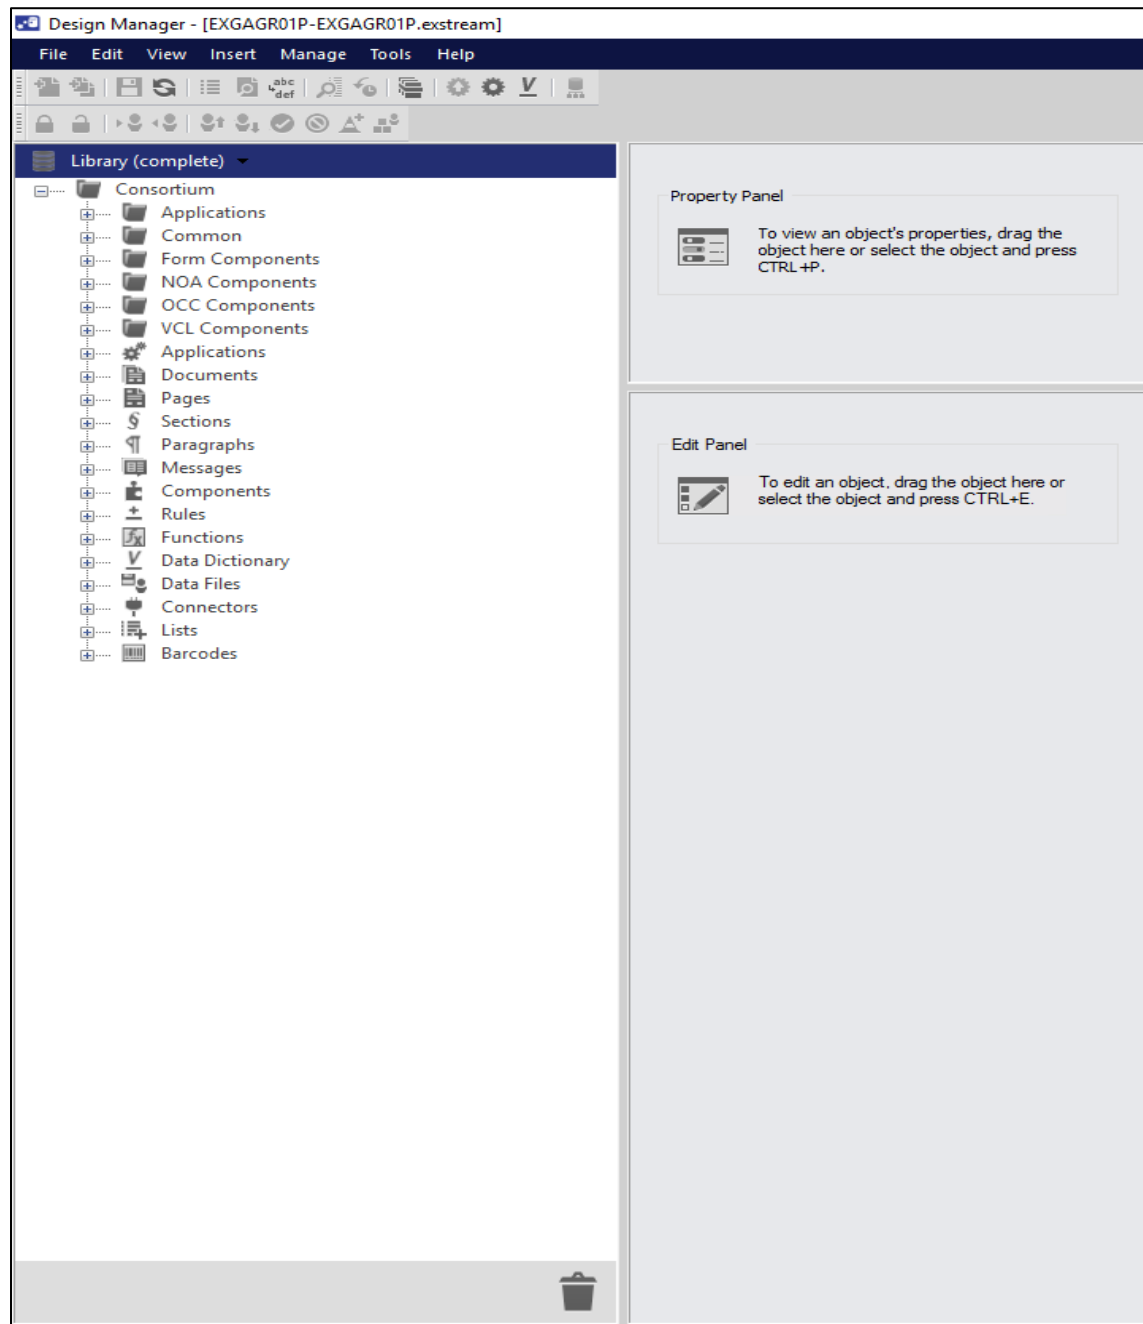 Design Manager - [EXGAGR01P-EXGAGR01P.exstream]
File Edit View Insert Manage Tools Help
abc
def
V
Library (complete)
Consortium
Applications
Common
Form Components
NOA Components
OCC Components
VCL Components
Applications
Documents
Pages
Sections
Paragraphs
Messages
Components
Rules
Functions
Data Dictionary
Data Files
Connectors
Lists
Barcodes
Property Panel
To view an object's properties, drag the
object here or select the object and press
CTRL+P.
Edit Panel
To edit an object, drag the object here or
select the object and press CTRL+E.